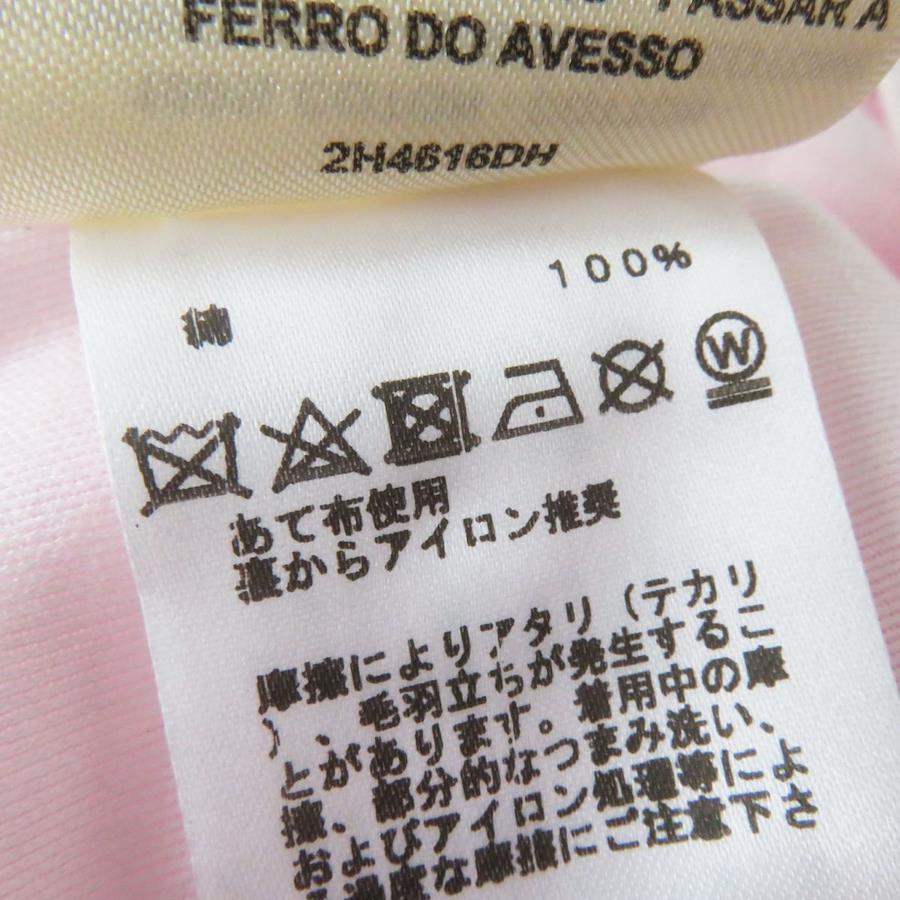 PASSAR A
FERRO DO AVESSO
2H4616DH
100%
綿
W
あて布使用
裏からアイロン推奨
摩擦によりアタリ（テカリ
）、毛羽立ちが発生するこ
とがあります。着用中の摩
擦、部分的なつまみ洗い、
およびアイロン処理等によ
る過度な摩擦にご注意下さ